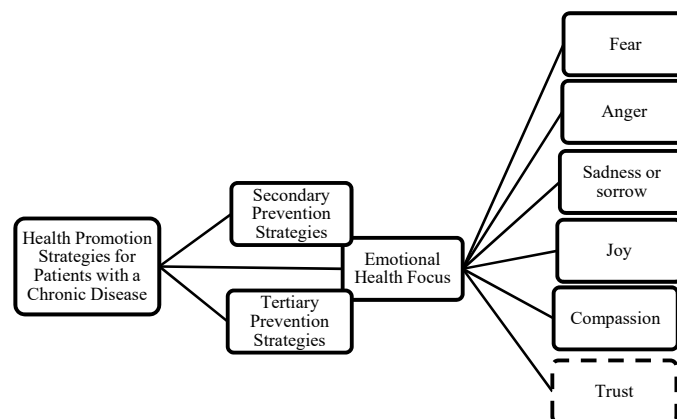 Health Promotion
Strategies for
Patients with a
Chronic Disease
Secondary
Prevention
Strategies
Tertiary
Prevention
Strategies
Emotional
Health Focus
Fear
Anger
Sadness or
sorrow
Joy
Compassion
Trust